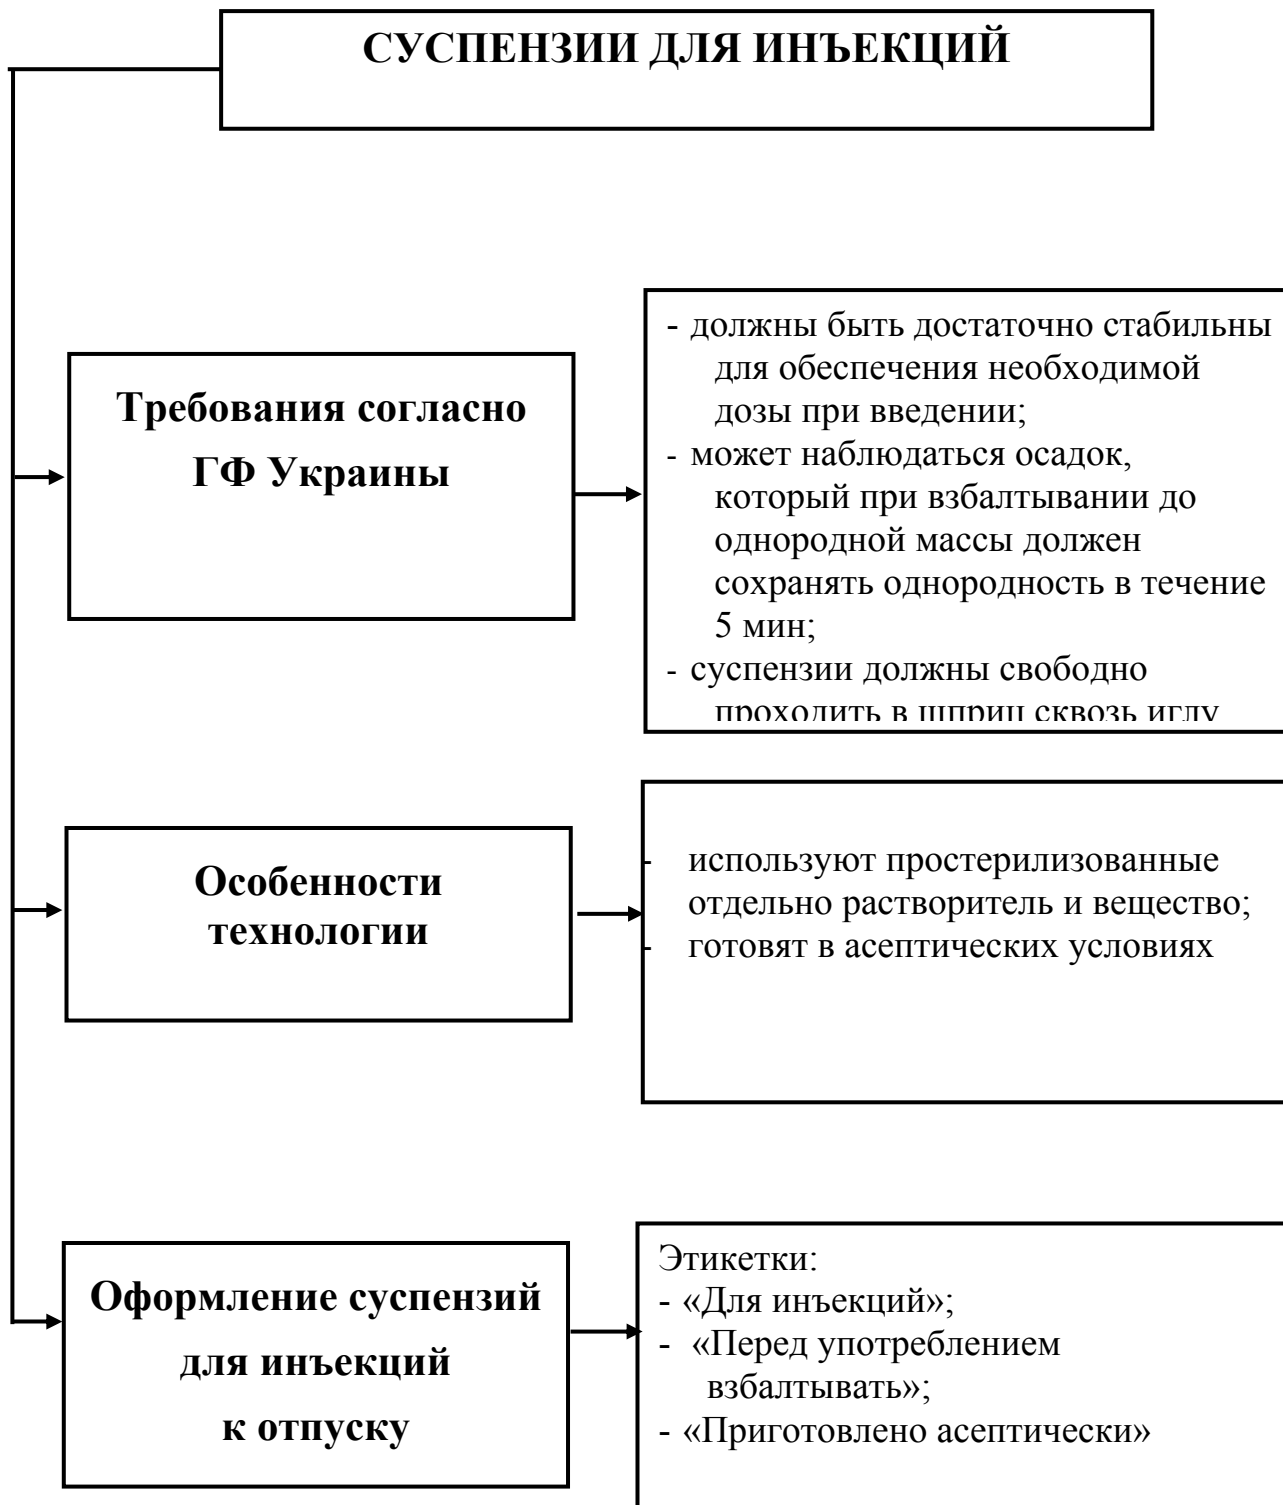 СУСПЕНЗИИ ДЛЯ ИНЪЕКЦИЙ
Требования согласно
ГФ Украины
- должны быть достаточно стабильны
для обеспечения необходимой
дозы при введении;
- может наблюдаться осадок,
который при взбалтывании до
однородной массы должен
сохранять однородность в течение
5 мин;
- суспензии должны свободно
проходить в шприц сквозь иглу
Особенности
технологии
- используют простерилизованные
отдельно растворитель и вещество;
- готовят в асептических условиях
Оформление суспензий
для инъекций
к отпуску
Этикетки:
- «Для инъекций»;
- «Перед употреблением
взбалтывать»;
- «Приготовлено асептически»